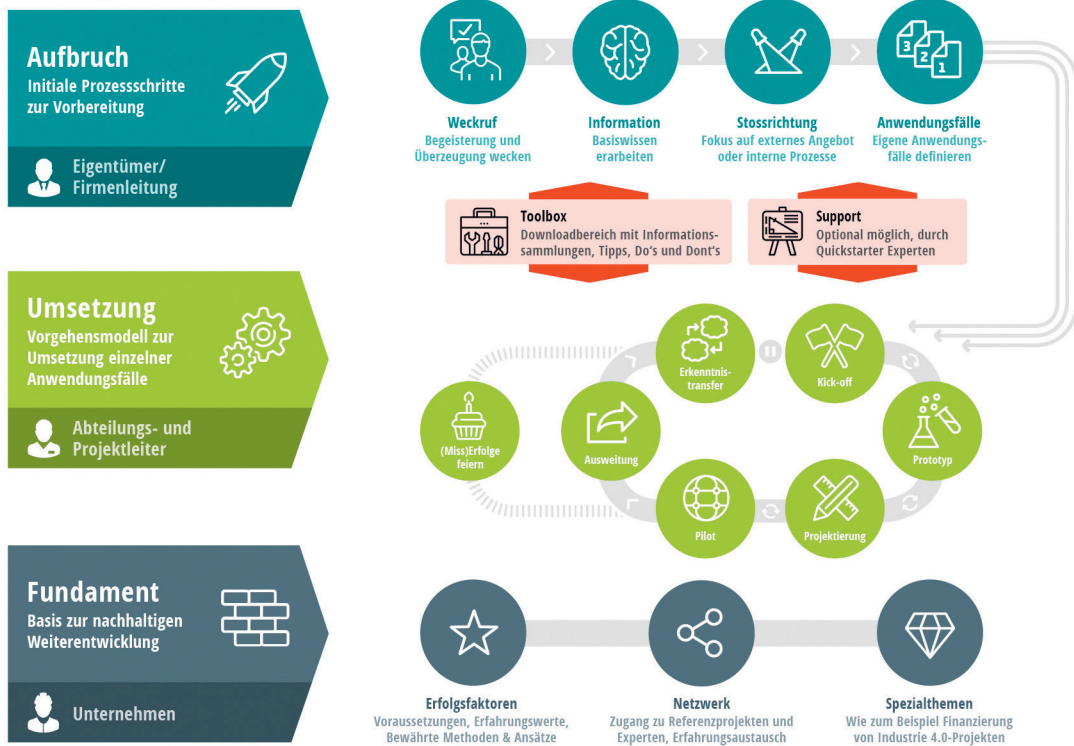 Aufbruch
Initiale Prozessschritte
zur Vorbereitung
Eigentümer/
Firmenleitung
Weckruf
Begeisterung und
Überzeugung wecken
Information
Basiswissen
erarbeiten
Stossrichtung
Fokus auf externes Angebot
oder interne Prozesse
3
2
1
Anwendungsfälle
Eigene Anwendungs-
fälle definieren
Toolbox
Downloadbereich mit Informations-
sammlungen, Tipps, Do's und Dont's
Support
Optional möglich, durch
Quickstarter Experten
Umsetzung
Vorgehensmodell zur
Umsetzung einzelner
Anwendungsfälle
Abteilungs- und
Projektleiter
Erkenntnis-
transfer
Kick-off
(Miss)Erfolge
feiern
Ausweitung
Prototyp
Pilot
Projektierung
Fundament
Basis zur nachhaltigen
Weiterentwicklung
Unternehmen
Erfolgsfaktoren
Voraussetzungen, Erfahrungswerte,
Bewährte Methoden & Ansätze
Netzwerk
Zugang zu Referenzprojekten und
Experten, Erfahrungsaustausch
Spezialthemen
Wie zum Beispiel Finanzierung
von Industrie 4.0-Projekten